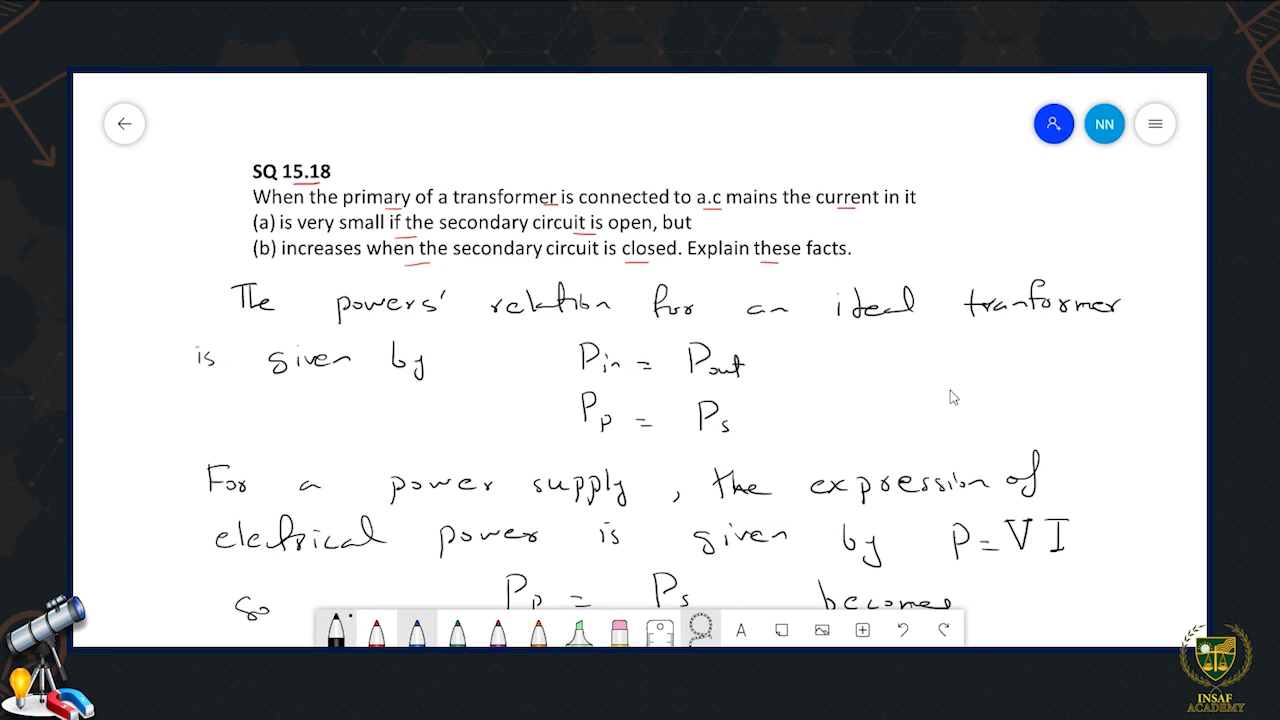 NN
SQ 15.18
When the primary of a transformer is connected to a.c mains the current in it
(a) is very small if the secondary circuit is open, but
(b) increases when the secondary circuit is closed. Explain these facts.
The powers' relation for an ideal tranformer
is given by Pin = Pout
Pp = Ps
For a power supply, the expression of
electrical power is given by P = VI
so Pp = Ps becomes
A
INSAF
ACADEMY